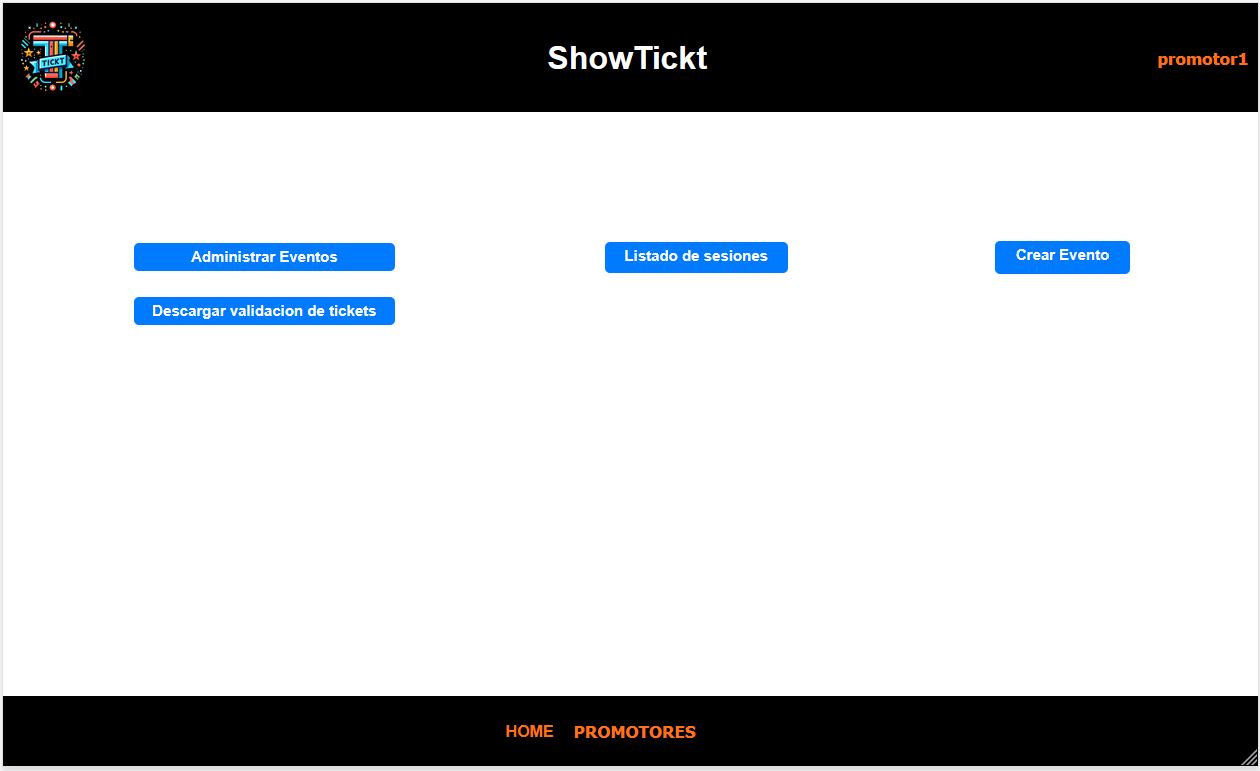 TICKT
ShowTickt
promotor1
Administrar Eventos
Listado de sesiones
Crear Evento
Descargar validacion de tickets
HOME PROMOTORES